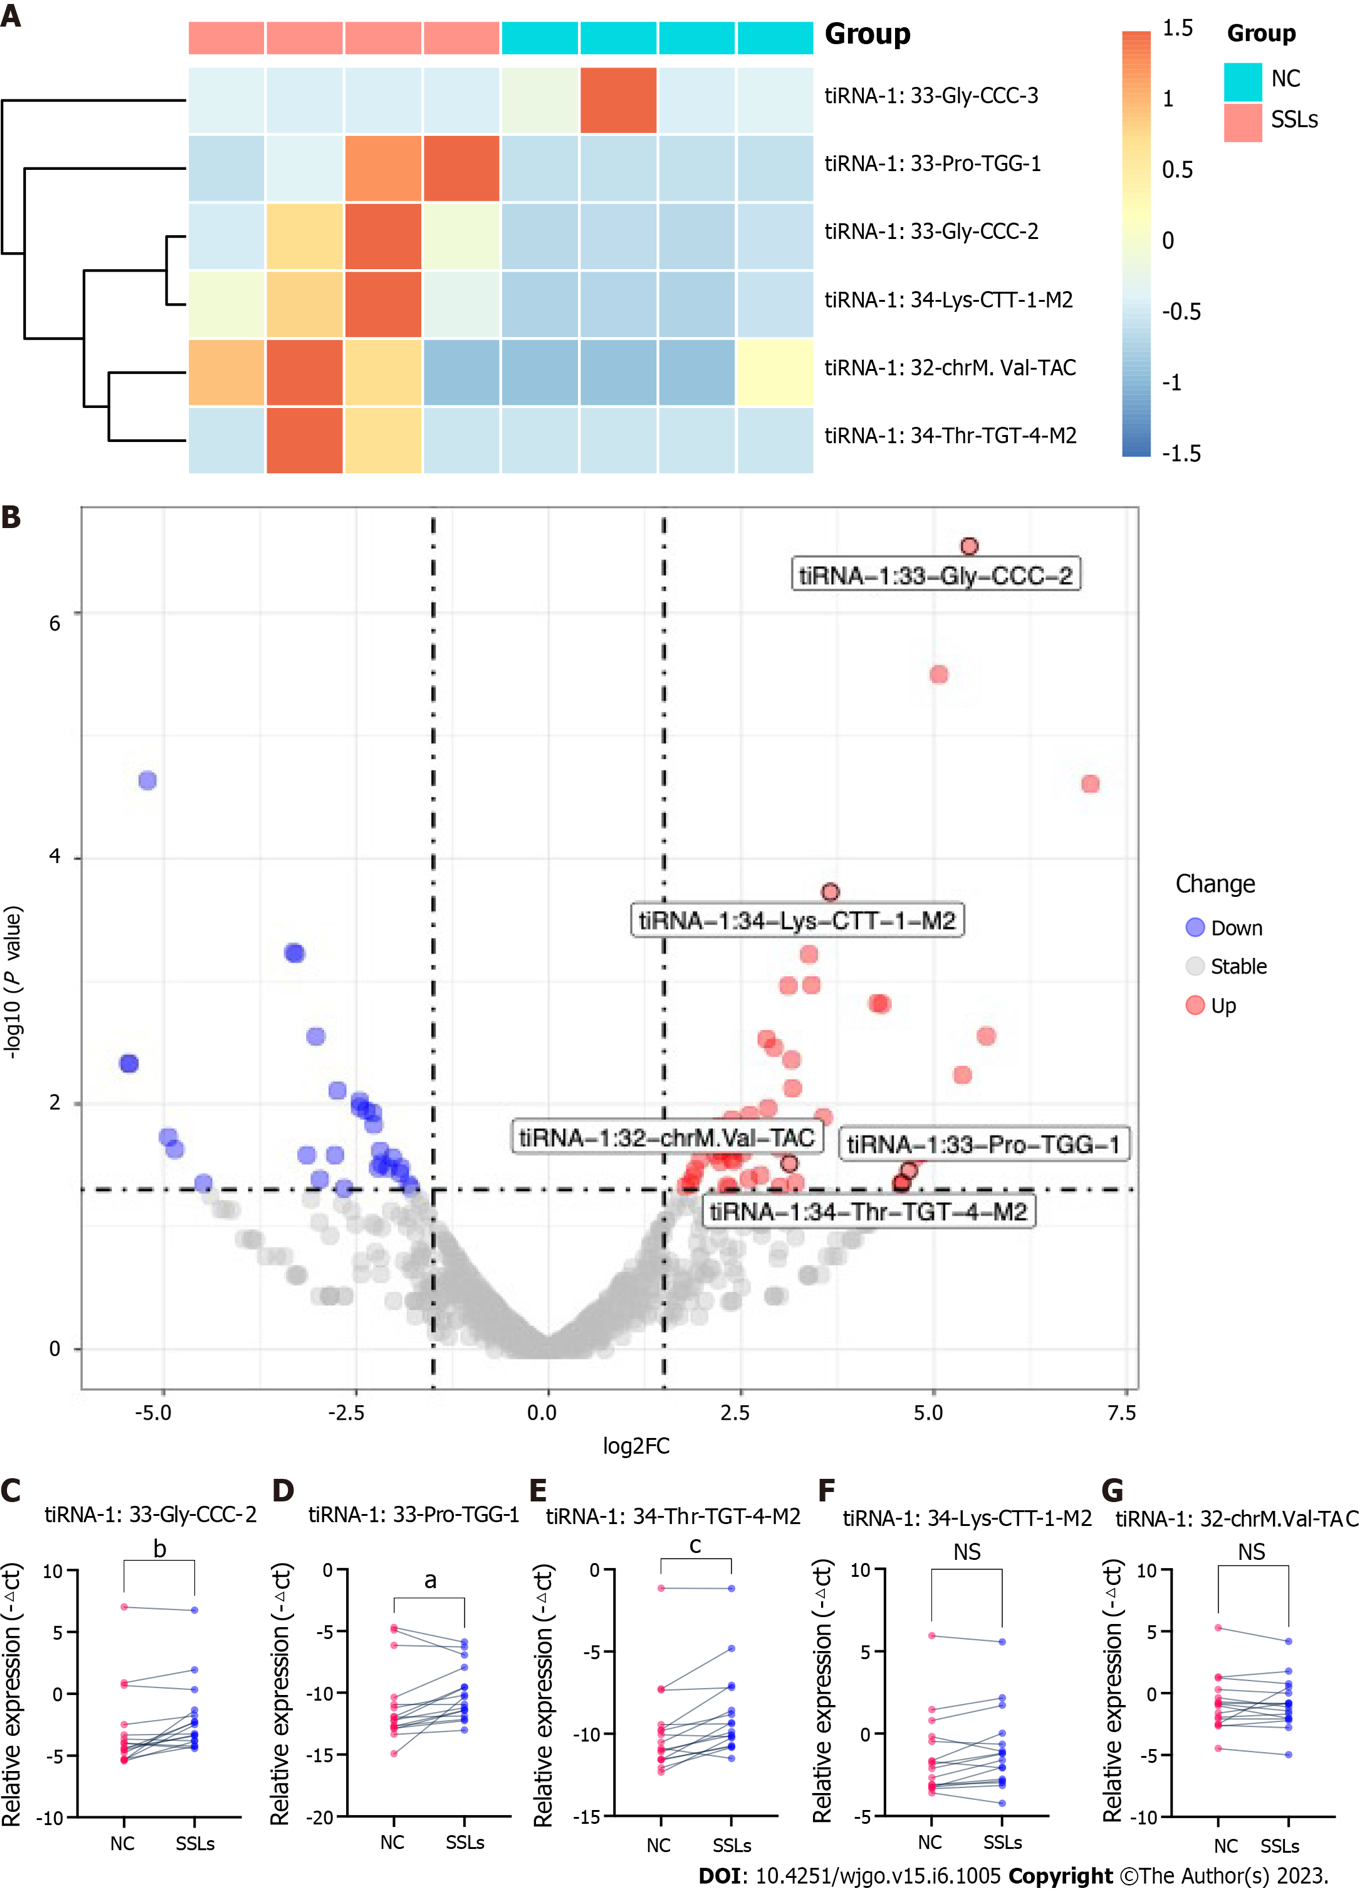 A
Group
tiRNA-1: 33-Gly-CCC-3
tiRNA-1: 33-Pro-TGG-1
tiRNA-1: 33-Gly-CCC-2
tiRNA-1: 34-Lys-CTT-1-M2
tiRNA-1: 32-chrM. Val-TAC
tiRNA-1: 34-Thr-TGT-4-M2
1.5
1
0.5
0
-0.5
-1
-1.5
Group
NC
SSLs
B
-log10 (P value)
6
4
2
0
tiRNA-1:33-Gly-CCC-2
tiRNA-1:34-Lys-CTT-1-M2
tiRNA-1:32-chrM.Val-TAC
tiRNA-1:33-Pro-TGG-1
tiRNA-1:34-Thr-TGT-4-M2
-5.0 -2.5 0.0 2.5 5.0 7.5
log2FC
Change
Down
Stable
Up
C
tiRNA-1: 33-Gly-CCC-2
b
Relative expression (-△ct)
10
5
0
-5
-10
NC SSLs
D
tiRNA-1: 33-Pro-TGG-1
a
Relative expression (-△ct)
0
-5
-10
-15
-20
NC SSLs
E
tiRNA-1: 34-Thr-TGT-4-M2
c
Relative expression (-△ct)
0
-5
-10
-15
NC SSLs
F
tiRNA-1: 34-Lys-CTT-1-M2
NS
Relative expression (-△ct)
10
5
0
-5
NC SSLs
G
tiRNA-1: 32-chrM.Val-TAC
NS
Relative expression (-△ct)
10
5
0
-5
-10
NC SSLs
DOI: 10.4251/wjgo.v15.i6.1005 Copyright ©The Author(s) 2023.